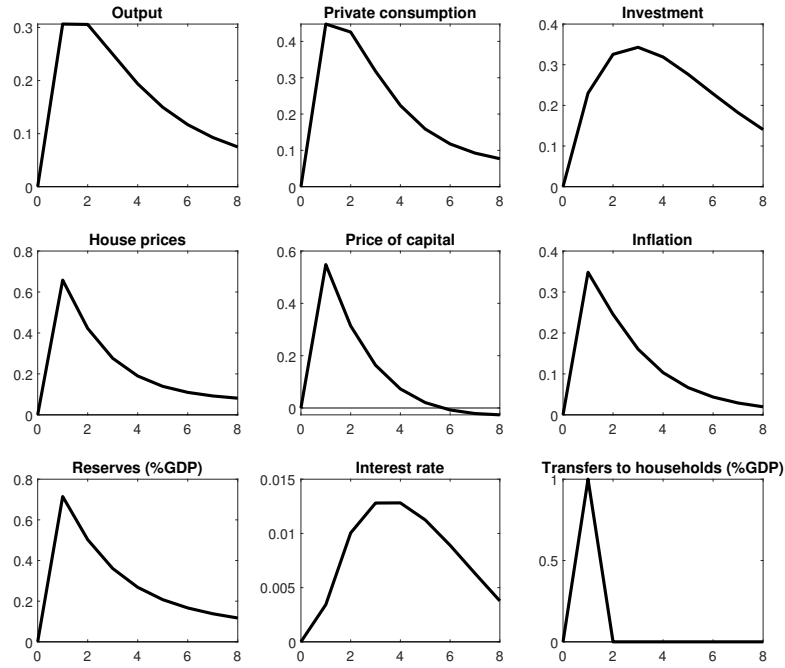 Output
0.3
0.1
0
0 2 4 6 8
Private consumption
0.4
0.3
0.2
0.1
0
0 2 4 6 8
Investment
0.4
0.3
0.2
0.1
0
0 2 4 6 8
House prices
0.8
0.6
0.4
0.2
0
0 2 4 6 8
Price of capital
0.6
0.4
0.2
0
0 2 4 6 8
Inflation
0.4
0.3
0.2
0.1
0
0 2 4 6 8
Reserves (%GDP)
0.8
0.6
0.4
0.2
0
0 2 4 6 8
Interest rate
0.015
0.01
0.005
0
0 2 4 6 8
Transfers to households (%GDP)
1
0.5
0
0 2 4 6 8